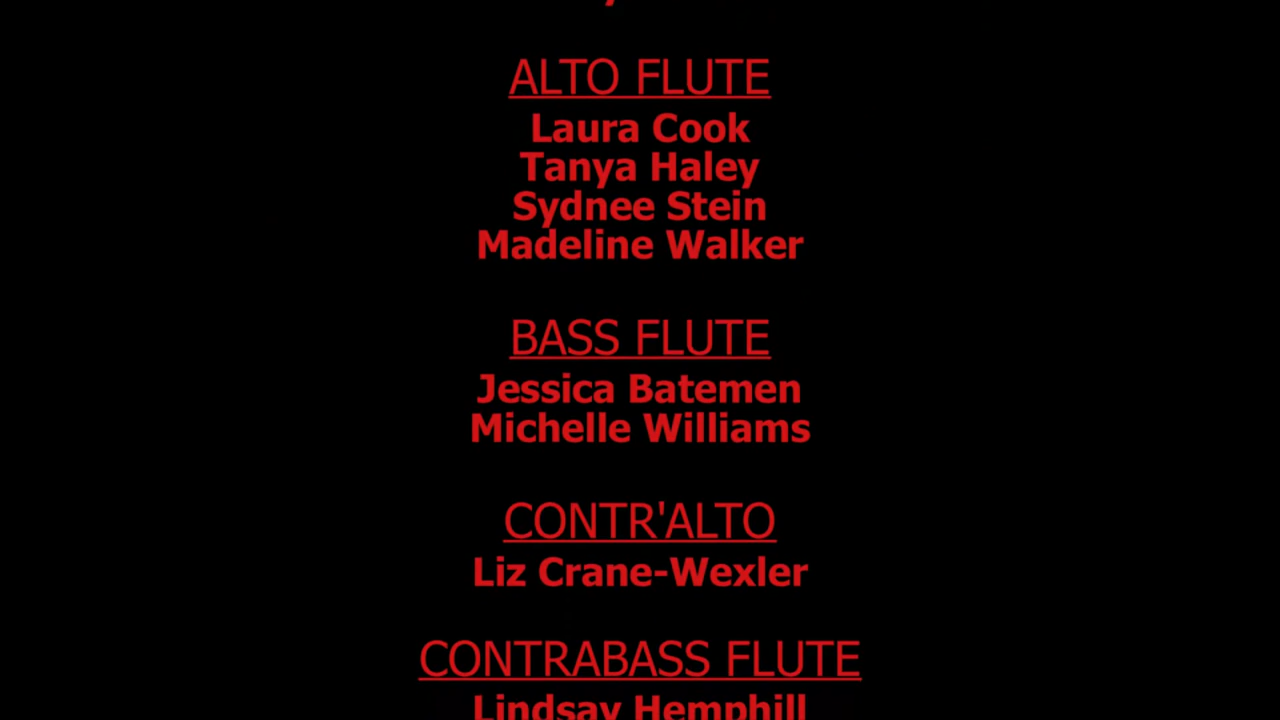 ALTO FLUTE
Laura Cook
Tanya Haley
Sydnee Stein
Madeline Walker
BASS FLUTE
Jessica Batemen
Michelle Williams
CONTR'ALTO
Liz Crane-Wexler
CONTRABASS FLUTE
Lindsay Hemphill